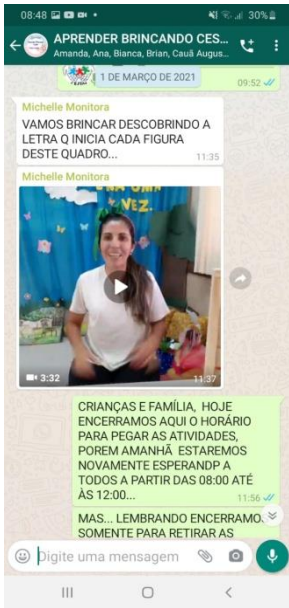 08:48
30%
APRENDER BRINCANDO CES...
Amanda, Ana, Bianca, Brian, Cauã Augus...
1 DE MARÇO DE 2021
09:52
Michelle Monitora
VAMOS BRINCAR DESCOBRINDO A
LETRA Q INICIA CADA FIGURA
DESTE QUADRO...
11:35
Michelle Monitora
VEZ.
3:32
11:37
CRIANÇAS E FAMÍLIA, HOJE
ENCERRAMOS AQUI O HORÁRIO
PARA PEGAR AS ATIVIDADES,
POREM AMANHÃ ESTAREMOS
NOVAMENTE ESPERANDP A
TODOS A PARTIR DAS 08:00 ATÉ
ÀS 12:00...
11:56
MAS... LEMBRANDO ENCERRAMOS
SOMENTE PARA RETIRAR AS
Digite uma mensagem